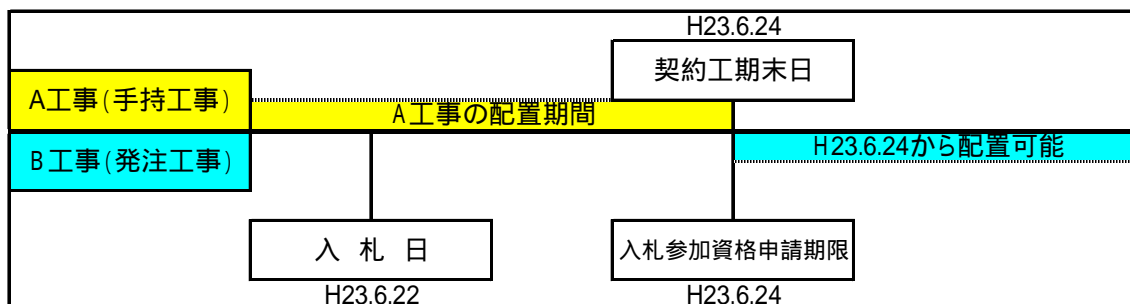 H23.6.24
契約工期末日
A工事(手持工事)
A工事の配置期間
B工事(発注工事)
H23.6.24から配置可能
入 札 日
入札参加資格申請期限
H23.6.22
H23.6.24